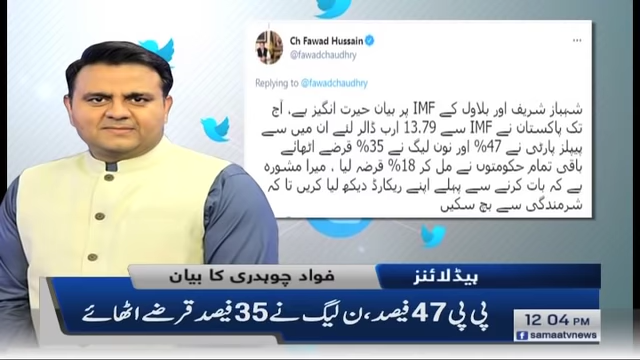 Ch Fawad Hussain
@fawadchaudhry
Replying to @fawadchaudhry
شہباز شریف اور بلاول کے IMF پر بیان حیرت انگیز ہے، آج
تک پاکستان نے IMF سے 13.79 ارب ڈالر لئے ان میں سے
پیپلز پارٹی نے 47% اور نون لیگ نے 35% قرضے اٹھائے
باقی تمام حکومتوں نے مل کر 18% قرضہ لیا ، میرا مشورہ
ہے کہ بات کرنے سے پہلے اپنے ریکارڈ دیکھ لیا کریں تا کہ
شرمندگی سے بچ سکیں
ہیڈلائنز
فواد چوہدری کا بیان
پی پی 47 فیصد، ن لیگ نے 35 فیصد قرضے اٹھائے
12 04 PM
samaatvnews